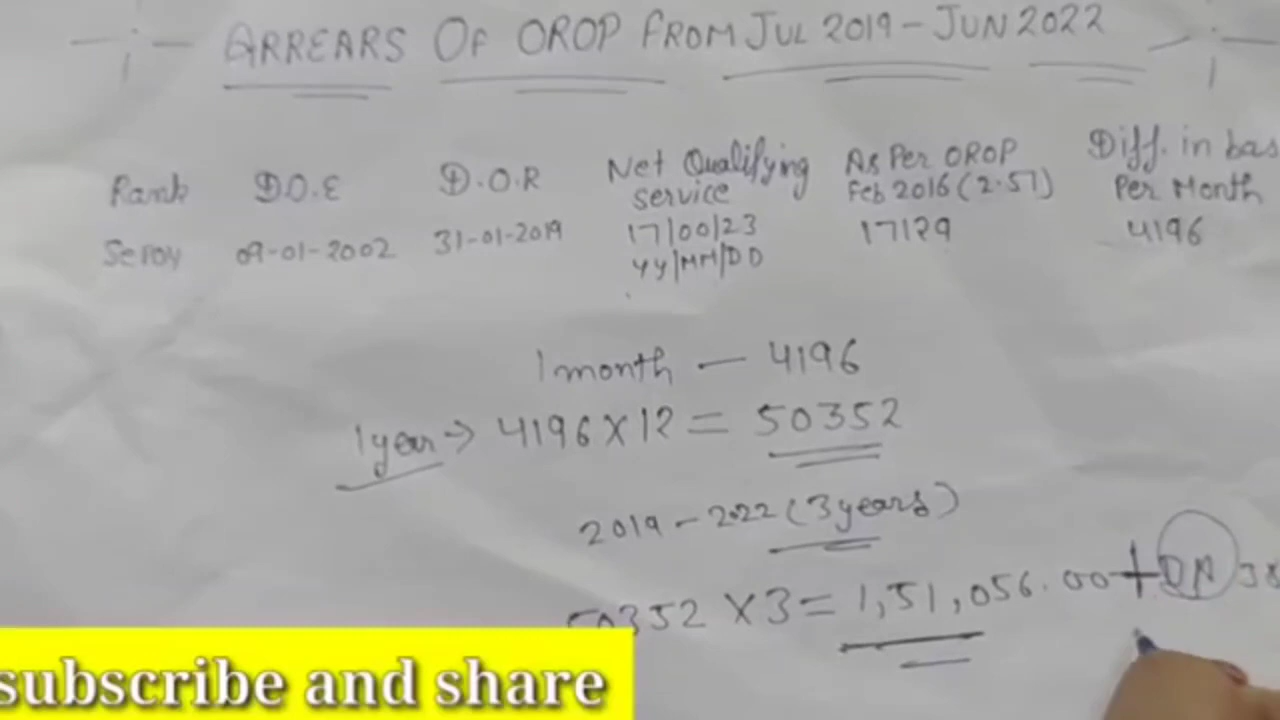 ARREARS OF OROP FROM JUL 2019 - JUN 2022
Rank D.O.E D.O.R Net Qualifying service As Per OROP Feb 2016 (2.57) Diff. in bas Per Month
Sepoy 09-01-2002 31-01-2019 17/00/23 YY/MM/DD 17129 4196
1 month — 4196
1 year → 4196 X 12 = 50352
2019 - 2022 (3 years)
50352 X 3 = 1,51,056.00 + DA
subscribe and share